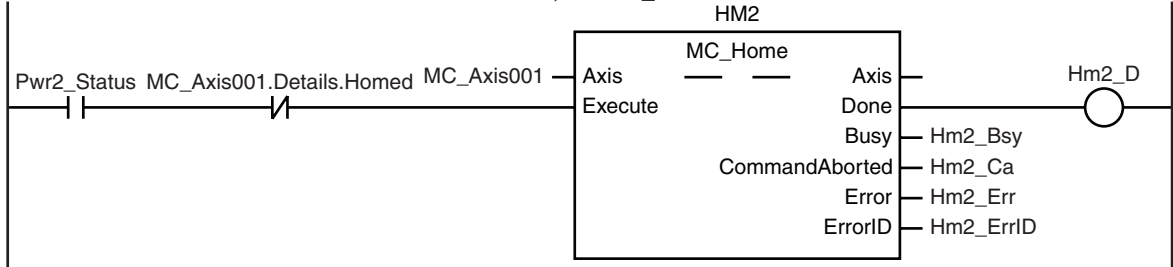 HM2
MC_Home
Pwr2_Status MC_Axis001.Details.Homed MC_Axis001 Axis Axis Hm2_D
Execute Done
Busy Hm2_Bsy
CommandAborted Hm2_Ca
Error Hm2_Err
ErrorID Hm2_ErrID